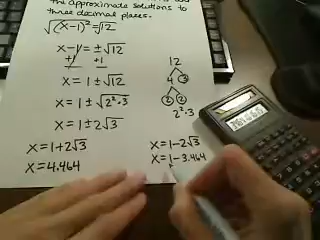 the approximate solutions to
three decimal places.
√(x-1)² = √12
x-1 = ±√12
+1 +1
x = 1 ± √12
x = 1 ± √2²·3
x = 1 ± 2√3
x = 1 + 2√3
x = 4.464
12
4 3
2 2
2²·3
x = 1 - 2√3
x = 1 - 3.464